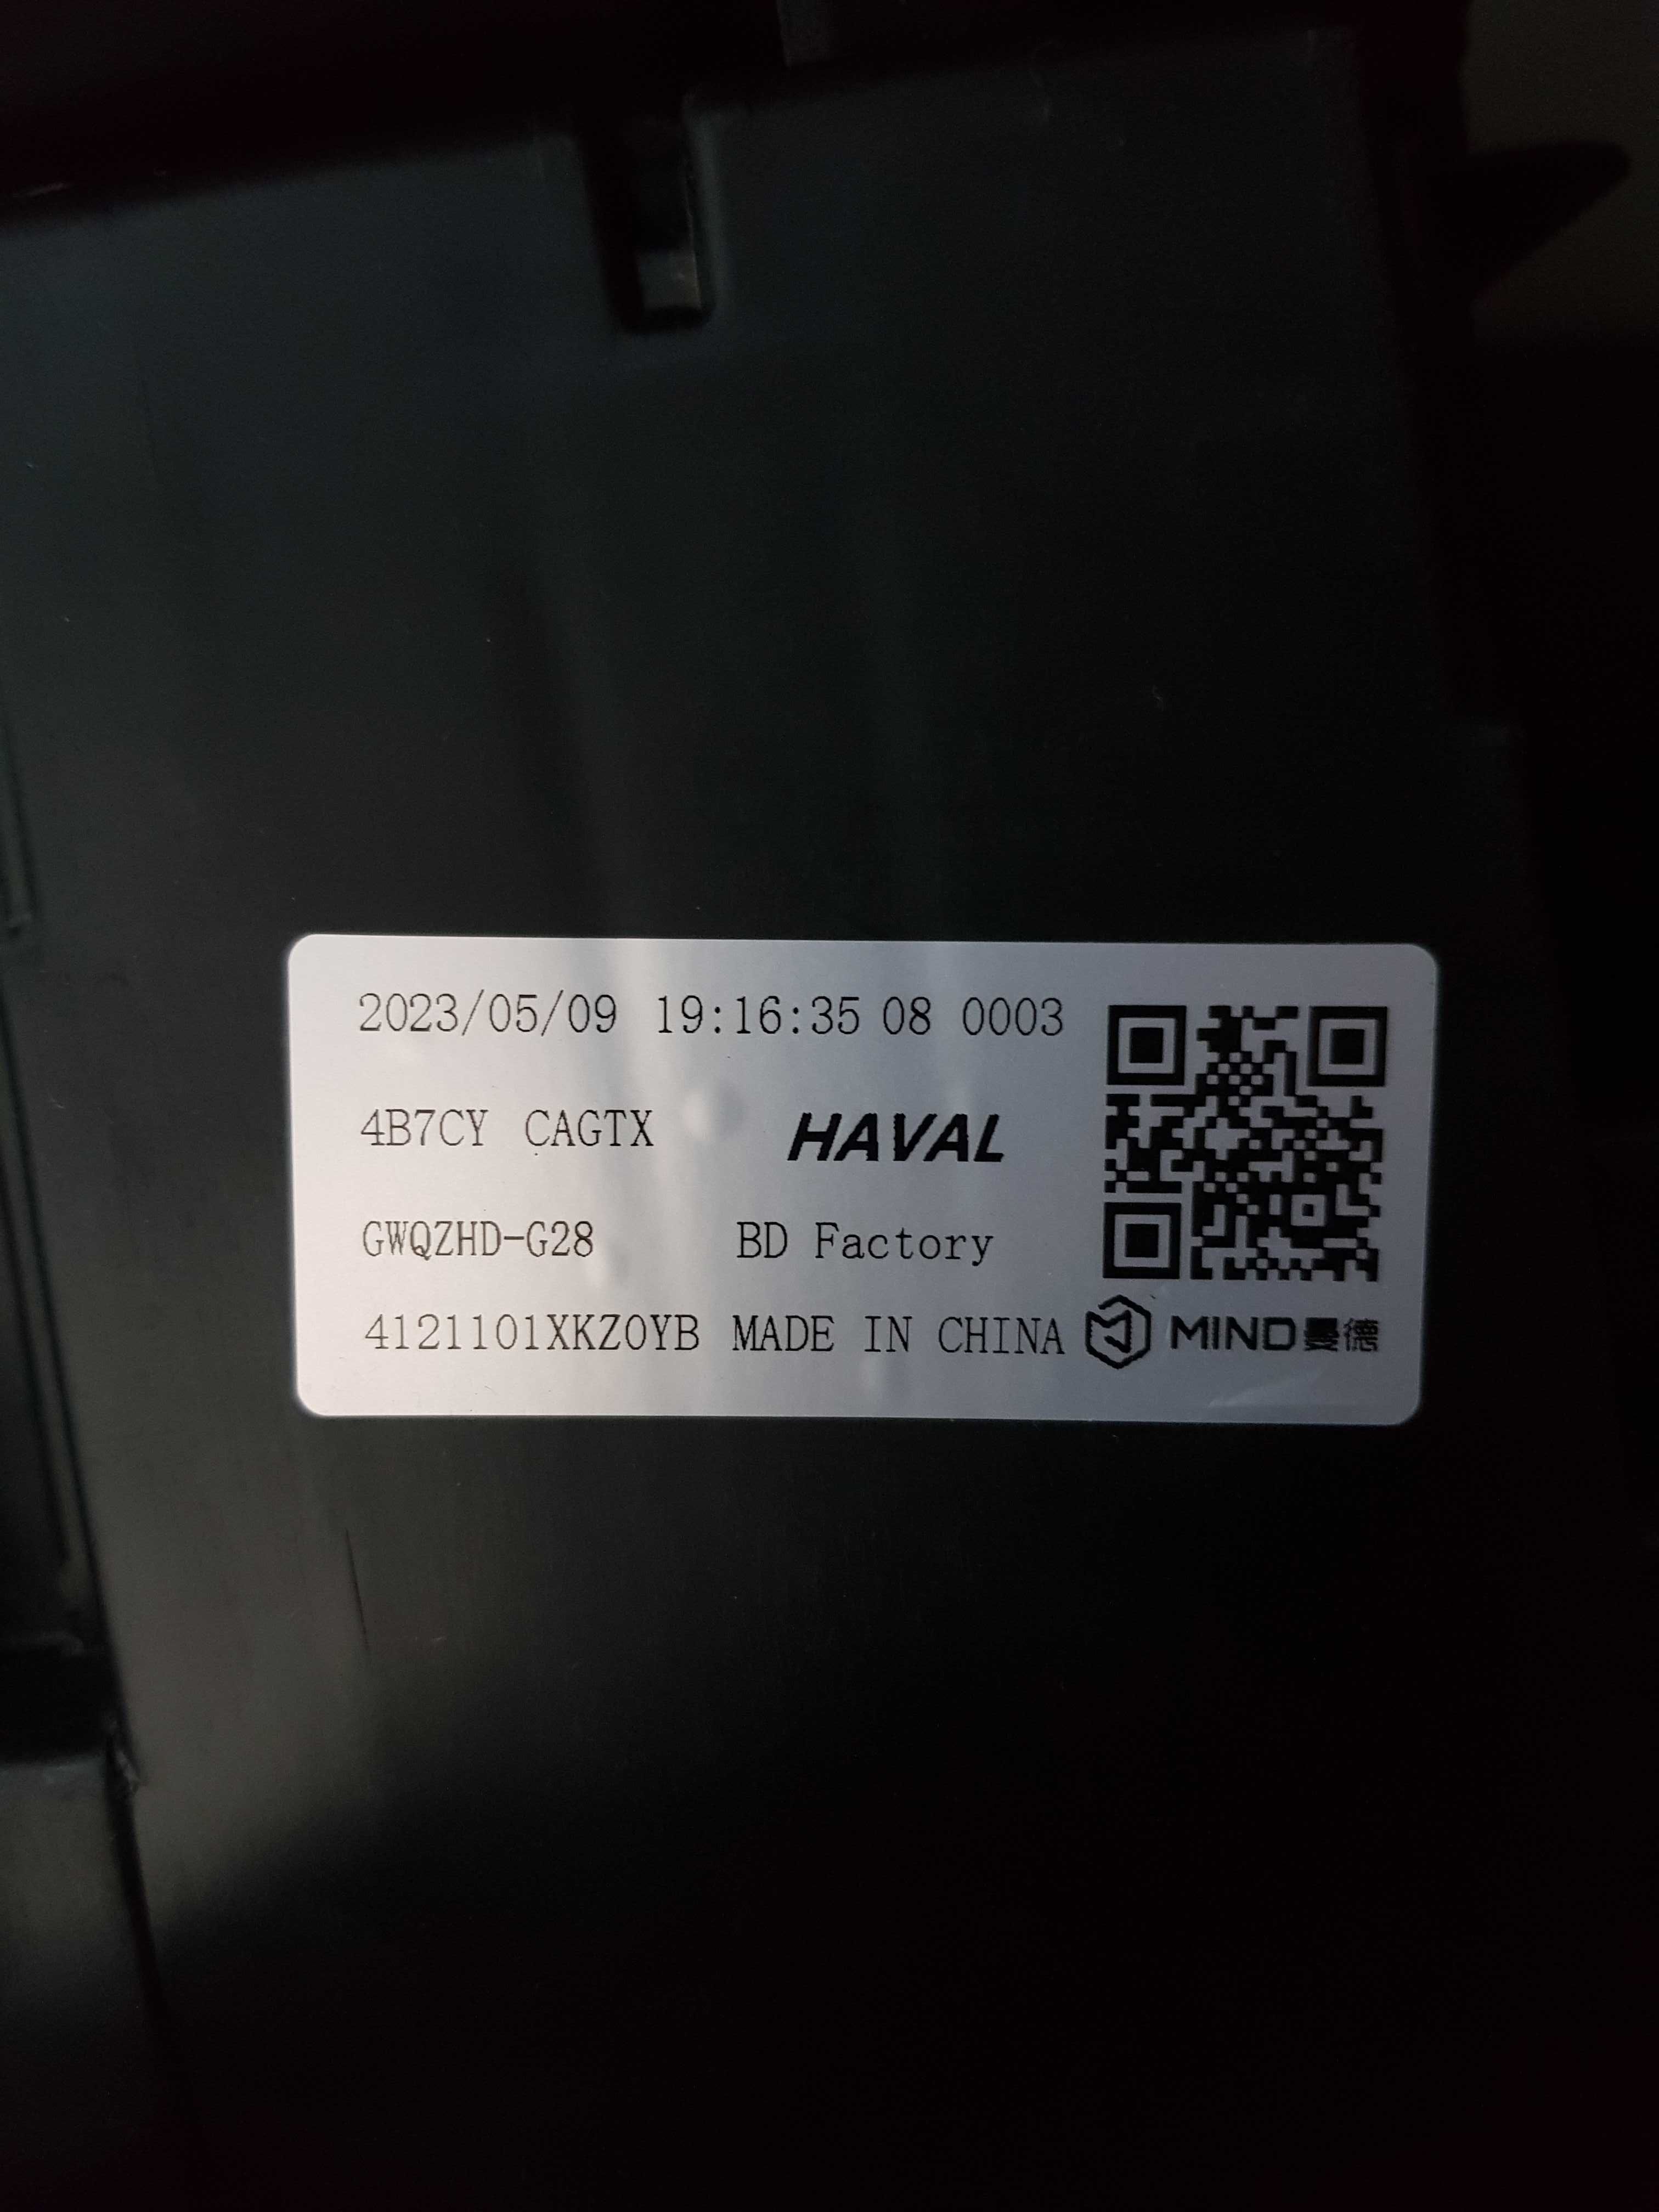 2023/05/09 19:16:35 08 0003
4B7CY CAGTX HAVAL
GWQZHD-G28 BD Factory
4121101XKZ0YB MADE IN CHINA MIND曼德